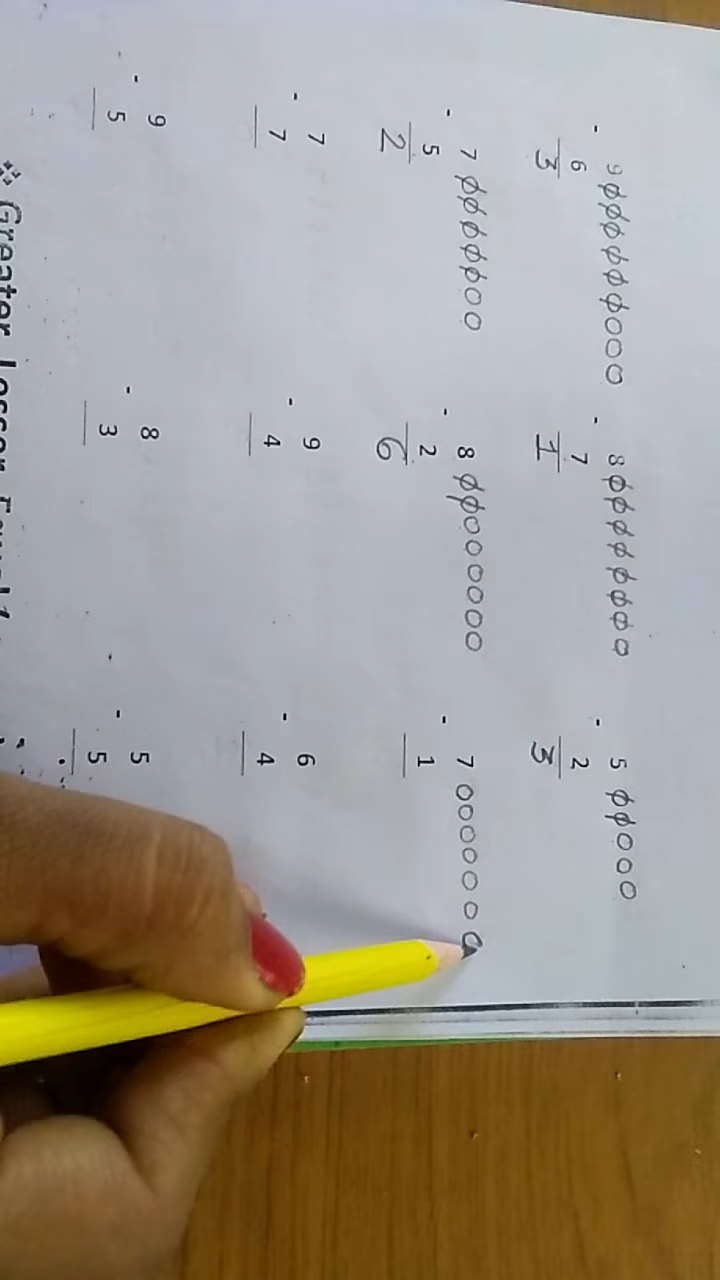 9 8 5
- 6 - 7 - 2
3 1 3
7 8 7
- 5 - 2 - 1
2 6
7 9 6
- 7 - 4 - 4
9 8 5
- 5 - 3 - 5
❖ Greater Lesser